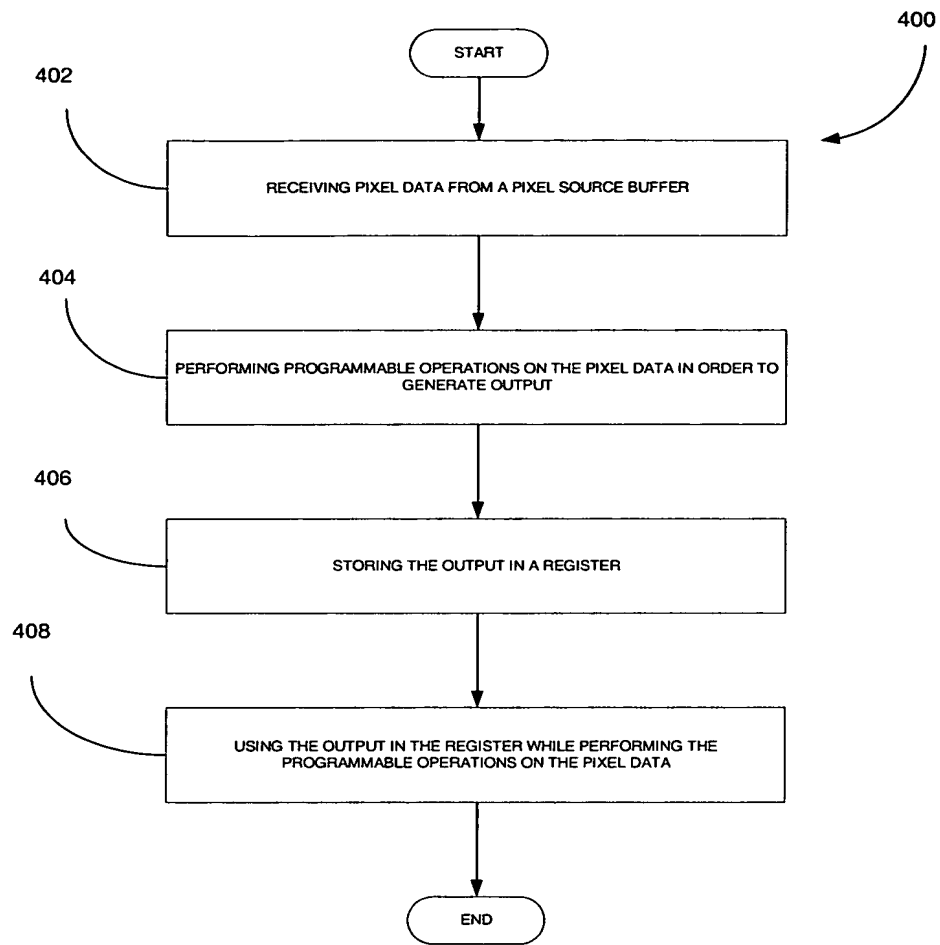 400
START
402
RECEIVING PIXEL DATA FROM A PIXEL SOURCE BUFFER
404
PERFORMING PROGRAMMABLE OPERATIONS ON THE PIXEL DATA IN ORDER TO
GENERATE OUTPUT
406
STORING THE OUTPUT IN A REGISTER
408
USING THE OUTPUT IN THE REGISTER WHILE PERFORMING THE
PROGRAMMABLE OPERATIONS ON THE PIXEL DATA
END